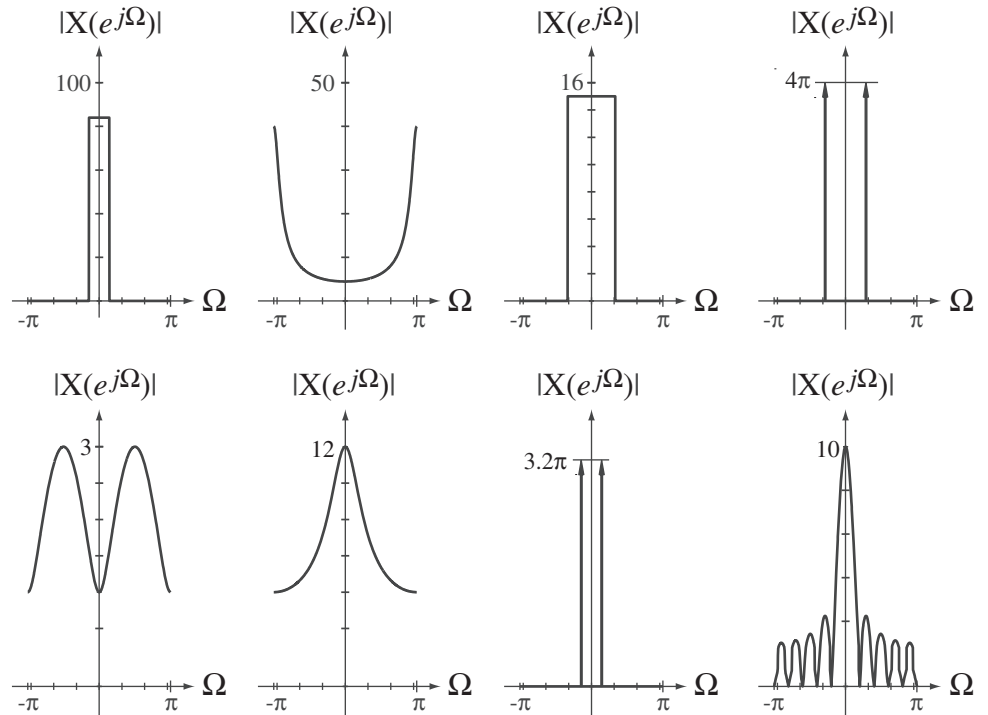 |X(e^{jΩ})| |X(e^{jΩ})| |X(e^{jΩ})| |X(e^{jΩ})|
100 50 16 4π
Ω Ω Ω Ω
-π π -π π -π π -π π
|X(e^{jΩ})| |X(e^{jΩ})| |X(e^{jΩ})| |X(e^{jΩ})|
3 12 3.2π 10
Ω Ω Ω Ω
-π π -π π -π π -π π